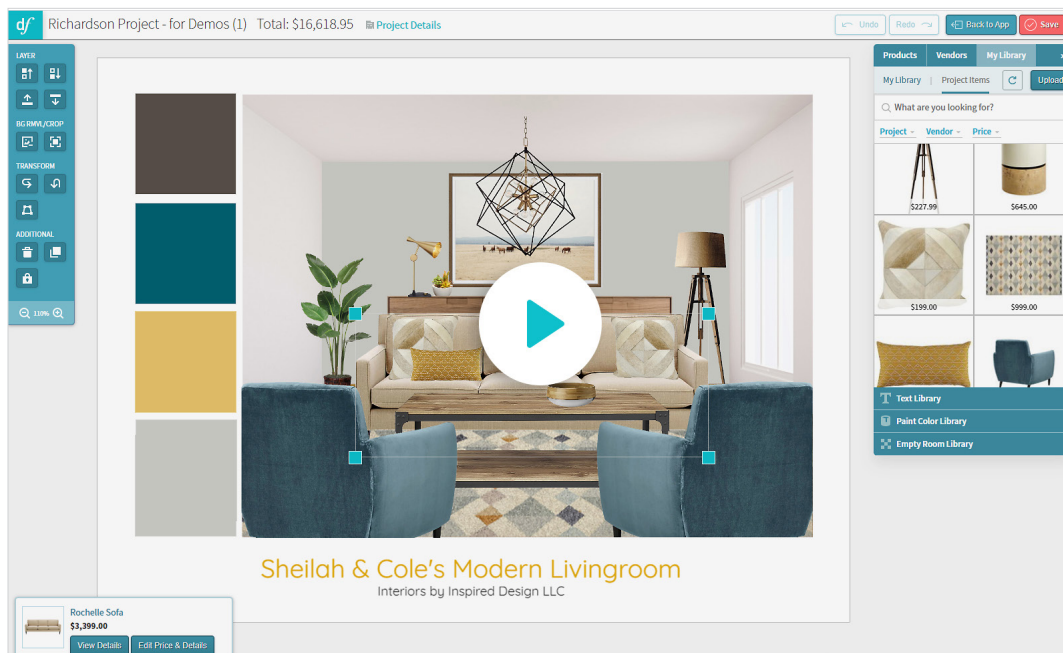 df Richardson Project - for Demos (1) Total: $16,618.95 Project Details Undo Redo Back to App Save
LAYER
BG RMVL/CROP
TRANSFORM
ADDITIONAL
110%
Products Vendors My Library
My Library | Project Items Upload
What are you looking for?
Project Vendor Price
$227.99 $645.00
$199.00 $999.00
Text Library
Paint Color Library
Empty Room Library
Sheilah & Cole's Modern Livingroom
Interiors by Inspired Design LLC
Rochelle Sofa
$3,399.00
View Details Edit Price & Details